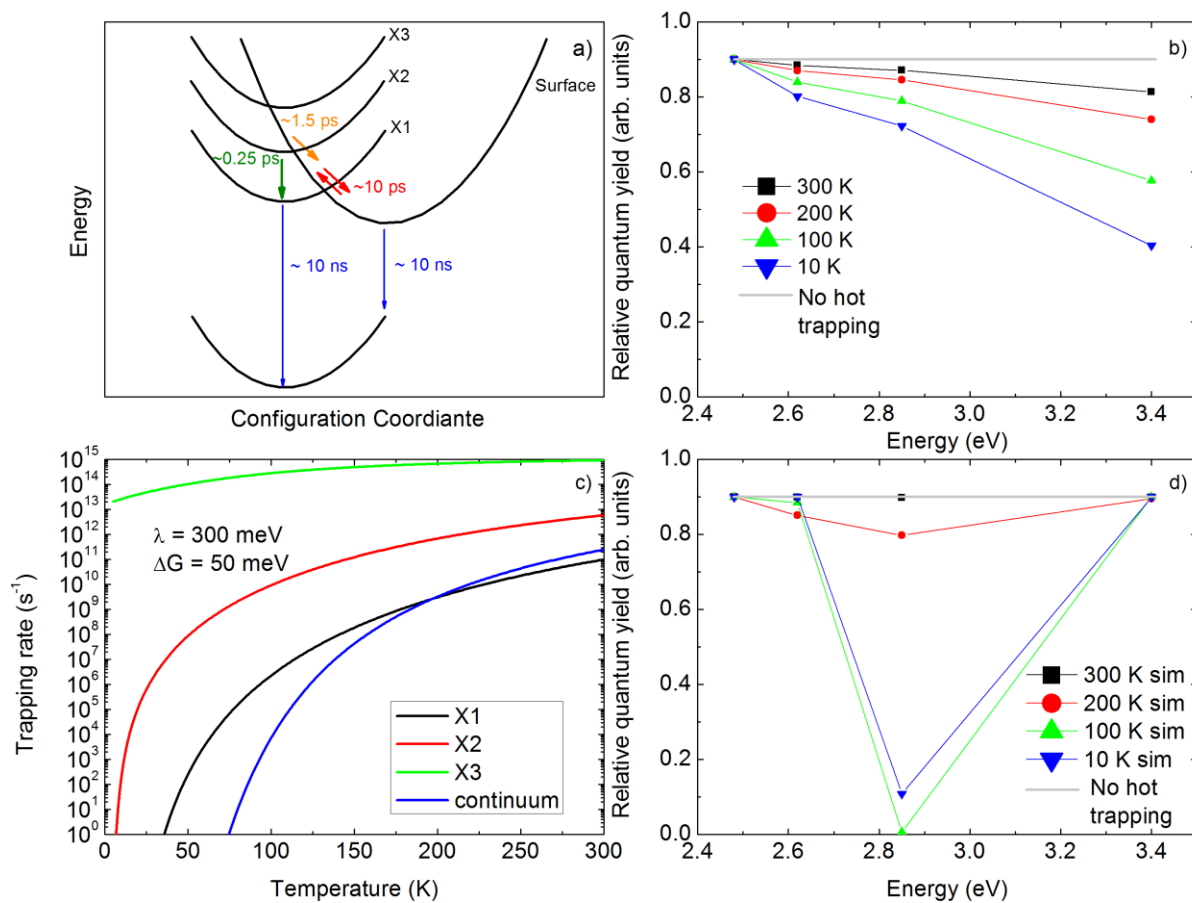 a)
X3
X2
Surface
X1
~1.5 ps
~0.25 ps
~10 ps
~ 10 ns
~ 10 ns
Energy
Configuration Coordiante
b)
Relative quantum yield (arb. units)
1.0
0.8
0.6
0.4
0.2
0.0
300 K
200 K
100 K
10 K
No hot
trapping
2.4 2.6 2.8 3.0 3.2 3.4
Energy (eV)
c)
Trapping rate (s⁻¹)
10¹⁵
10¹⁴
10¹³
10¹²
10¹¹
10¹⁰
10⁹
10⁸
10⁷
10⁶
10⁵
10⁴
10³
10²
10¹
10⁰
λ = 300 meV
ΔG = 50 meV
X1
X2
X3
continuum
0 50 100 150 200 250 300
Temperature (K)
d)
Relative quantum yield (arb. units)
1.0
0.8
0.6
0.4
0.2
0.0
300 K sim
200 K sim
100 K sim
10 K sim
No hot
trapping
2.4 2.6 2.8 3.0 3.2 3.4
Energy (eV)